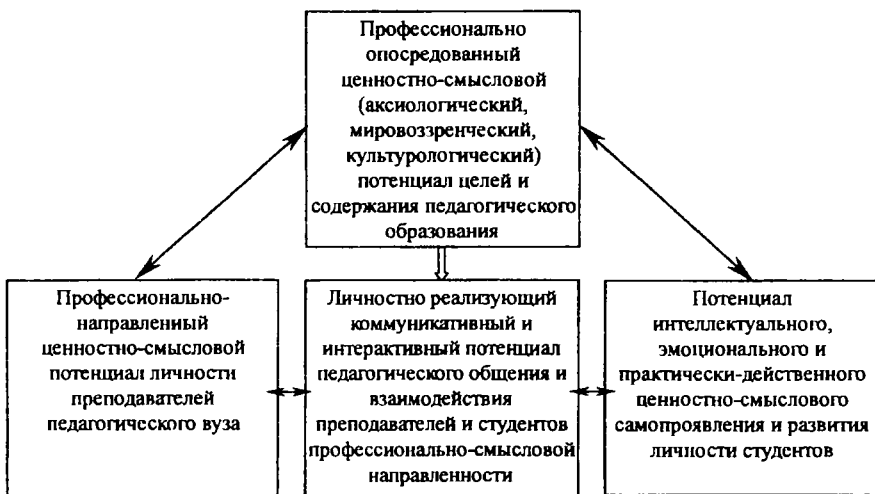 Профессионально
опосредованный
ценностно-смысловой
(аксиологический,
мировоззренческий,
культурологический)
потенциал целей и
содержания педагогического
образования
Профессионально-
направленный
ценностно-смысловой
потенциал личности
преподавателей
педагогического вуза
Личностно реализующий
коммуникативный и
интерактивный потенциал
педагогического общения и
взаимодействия
преподавателей и студентов
профессионально-смысловой
направленности
Потенциал
интеллектуального,
эмоционального и
практически-действенного
ценностно-смыслового
самопроявления и развития
личности студентов